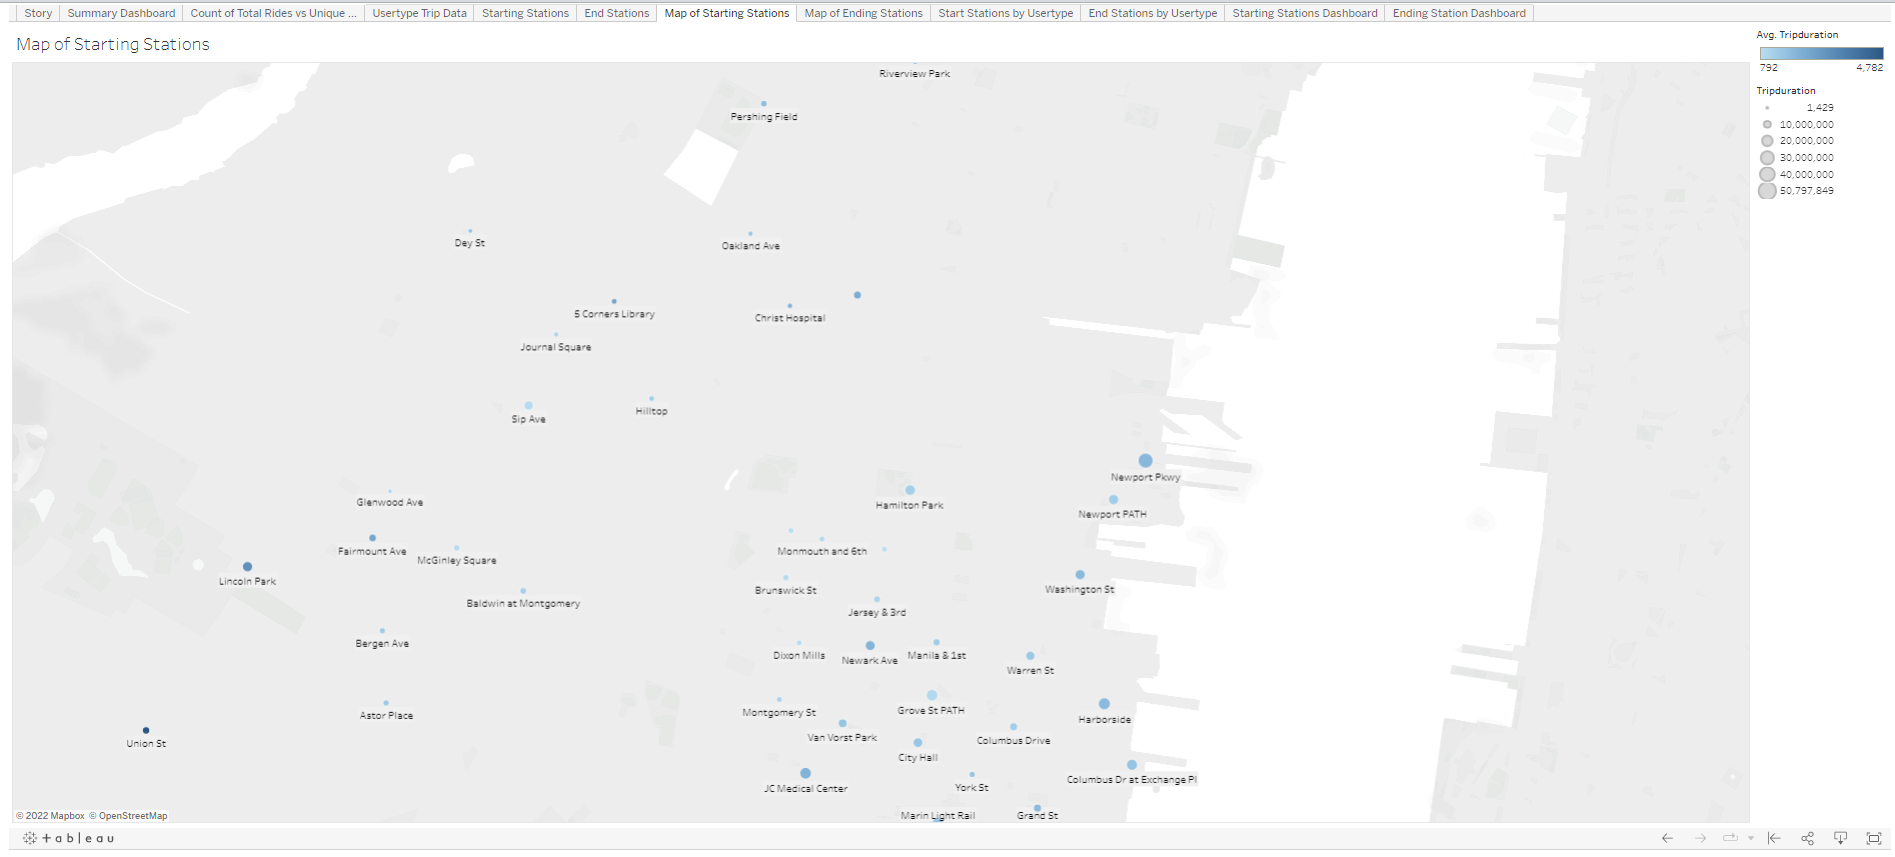 Story
Summary Dashboard
Count of Total Rides vs Unique ...
Usertype Trip Data
Starting Stations
End Stations
Map of Starting Stations
Map of Ending Stations
Start Stations by Usertype
End Stations by Usertype
Starting Stations Dashboard
Ending Station Dashboard
Map of Starting Stations
Avg. Tripduration
792
4,782
Tripduration
1,429
10,000,000
20,000,000
30,000,000
40,000,000
50,797,849
Riverview Park
Pershing Field
Dey St
Oakland Ave
5 Corners Library
Christ Hospital
Journal Square
Sip Ave
Hilltop
Newport Pkwy
Glenwood Ave
Hamilton Park
Newport PATH
Fairmount Ave
McGinley Square
Monmouth and 6th
Lincoln Park
Brunswick St
Washington St
Baldwin at Montgomery
Jersey & 3rd
Bergen Ave
Dixon Mills
Newark Ave
Manila & 1st
Warren St
Astor Place
Montgomery St
Grove St PATH
Harborside
Union St
Van Vorst Park
Columbus Drive
City Hall
Columbus Dr at Exchange Pl
JC Medical Center
York St
Marin Light Rail
Grand St
© 2022 Mapbox © OpenStreetMap
+ a b l e a u